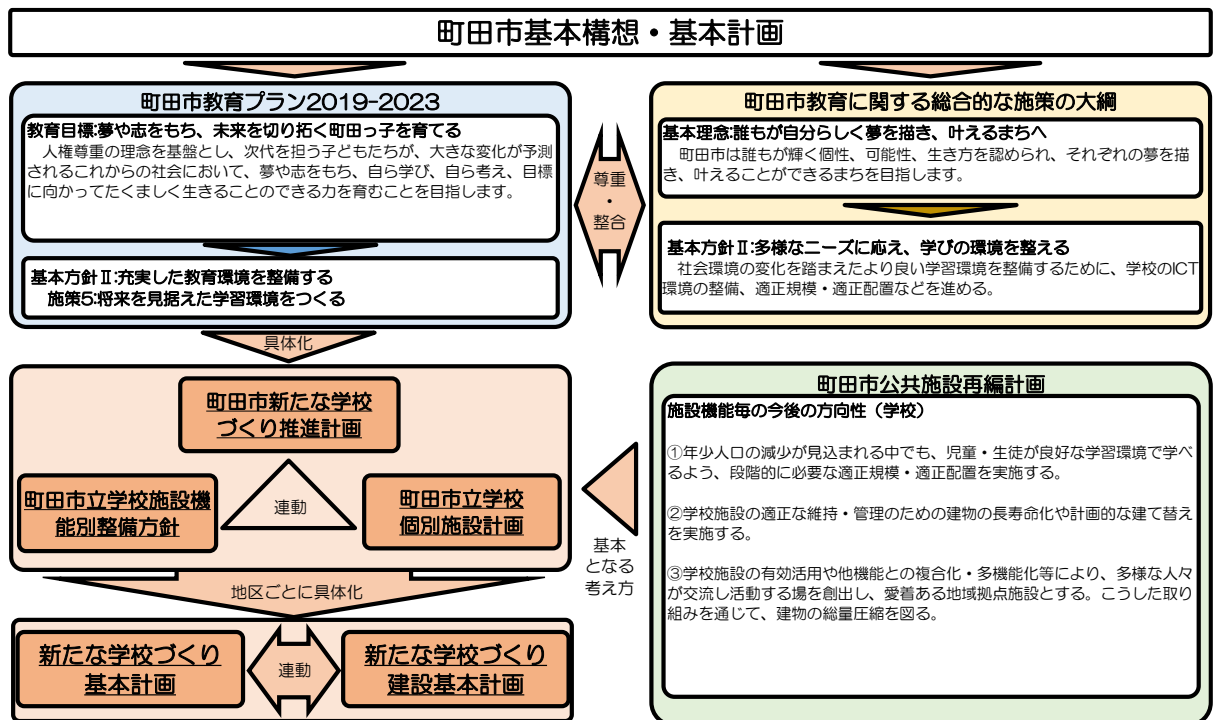 町田市基本構想・基本計画
町田市教育プラン2019-2023
教育目標:夢や志をもち、未来を切り拓く町田っ子を育てる
人権尊重の理念を基盤とし、次代を担う子どもたちが、大きな変化が予測
されるこれからの社会において、夢や志をもち、自ら学び、自ら考え、目標
に向かってたくましく生きることのできる力を育むことを目指します。
基本方針Ⅱ:充実した教育環境を整備する
施策5:将来を見据えた学習環境をつくる
尊重
・
整合
町田市教育に関する総合的な施策の大綱
基本理念:誰もが自分らしく夢を描き、叶えるまちへ
町田市は誰もが輝く個性、可能性、生き方を認められ、それぞれの夢を描
き、叶えることができるまちを目指します。
基本方針Ⅱ:多様なニーズに応え、学びの環境を整える
社会環境の変化を踏まえたより良い学習環境を整備するために、学校のICT
環境の整備、適正規模・適正配置などを進める。
具体化
町田市新たな学校
づくり推進計画
町田市立学校施設機
能別整備方針
連動
町田市立学校
個別施設計画
基本
となる
考え方
町田市公共施設再編計画
施設機能毎の今後の方向性（学校）
①年少人口の減少が見込まれる中でも、児童・生徒が良好な学習環境で学べ
るよう、段階的に必要な適正規模・適正配置を実施する。
②学校施設の適正な維持・管理のための建物の長寿命化や計画的な建て替え
を実施する。
③学校施設の有効活用や他機能との複合化・多機能化等により、多様な人々
が交流し活動する場を創出し、愛着ある地域拠点施設とする。こうした取り
組みを通じて、建物の総量圧縮を図る。
地区ごとに具体化
新たな学校づくり
基本計画
連動
新たな学校づくり
建設基本計画